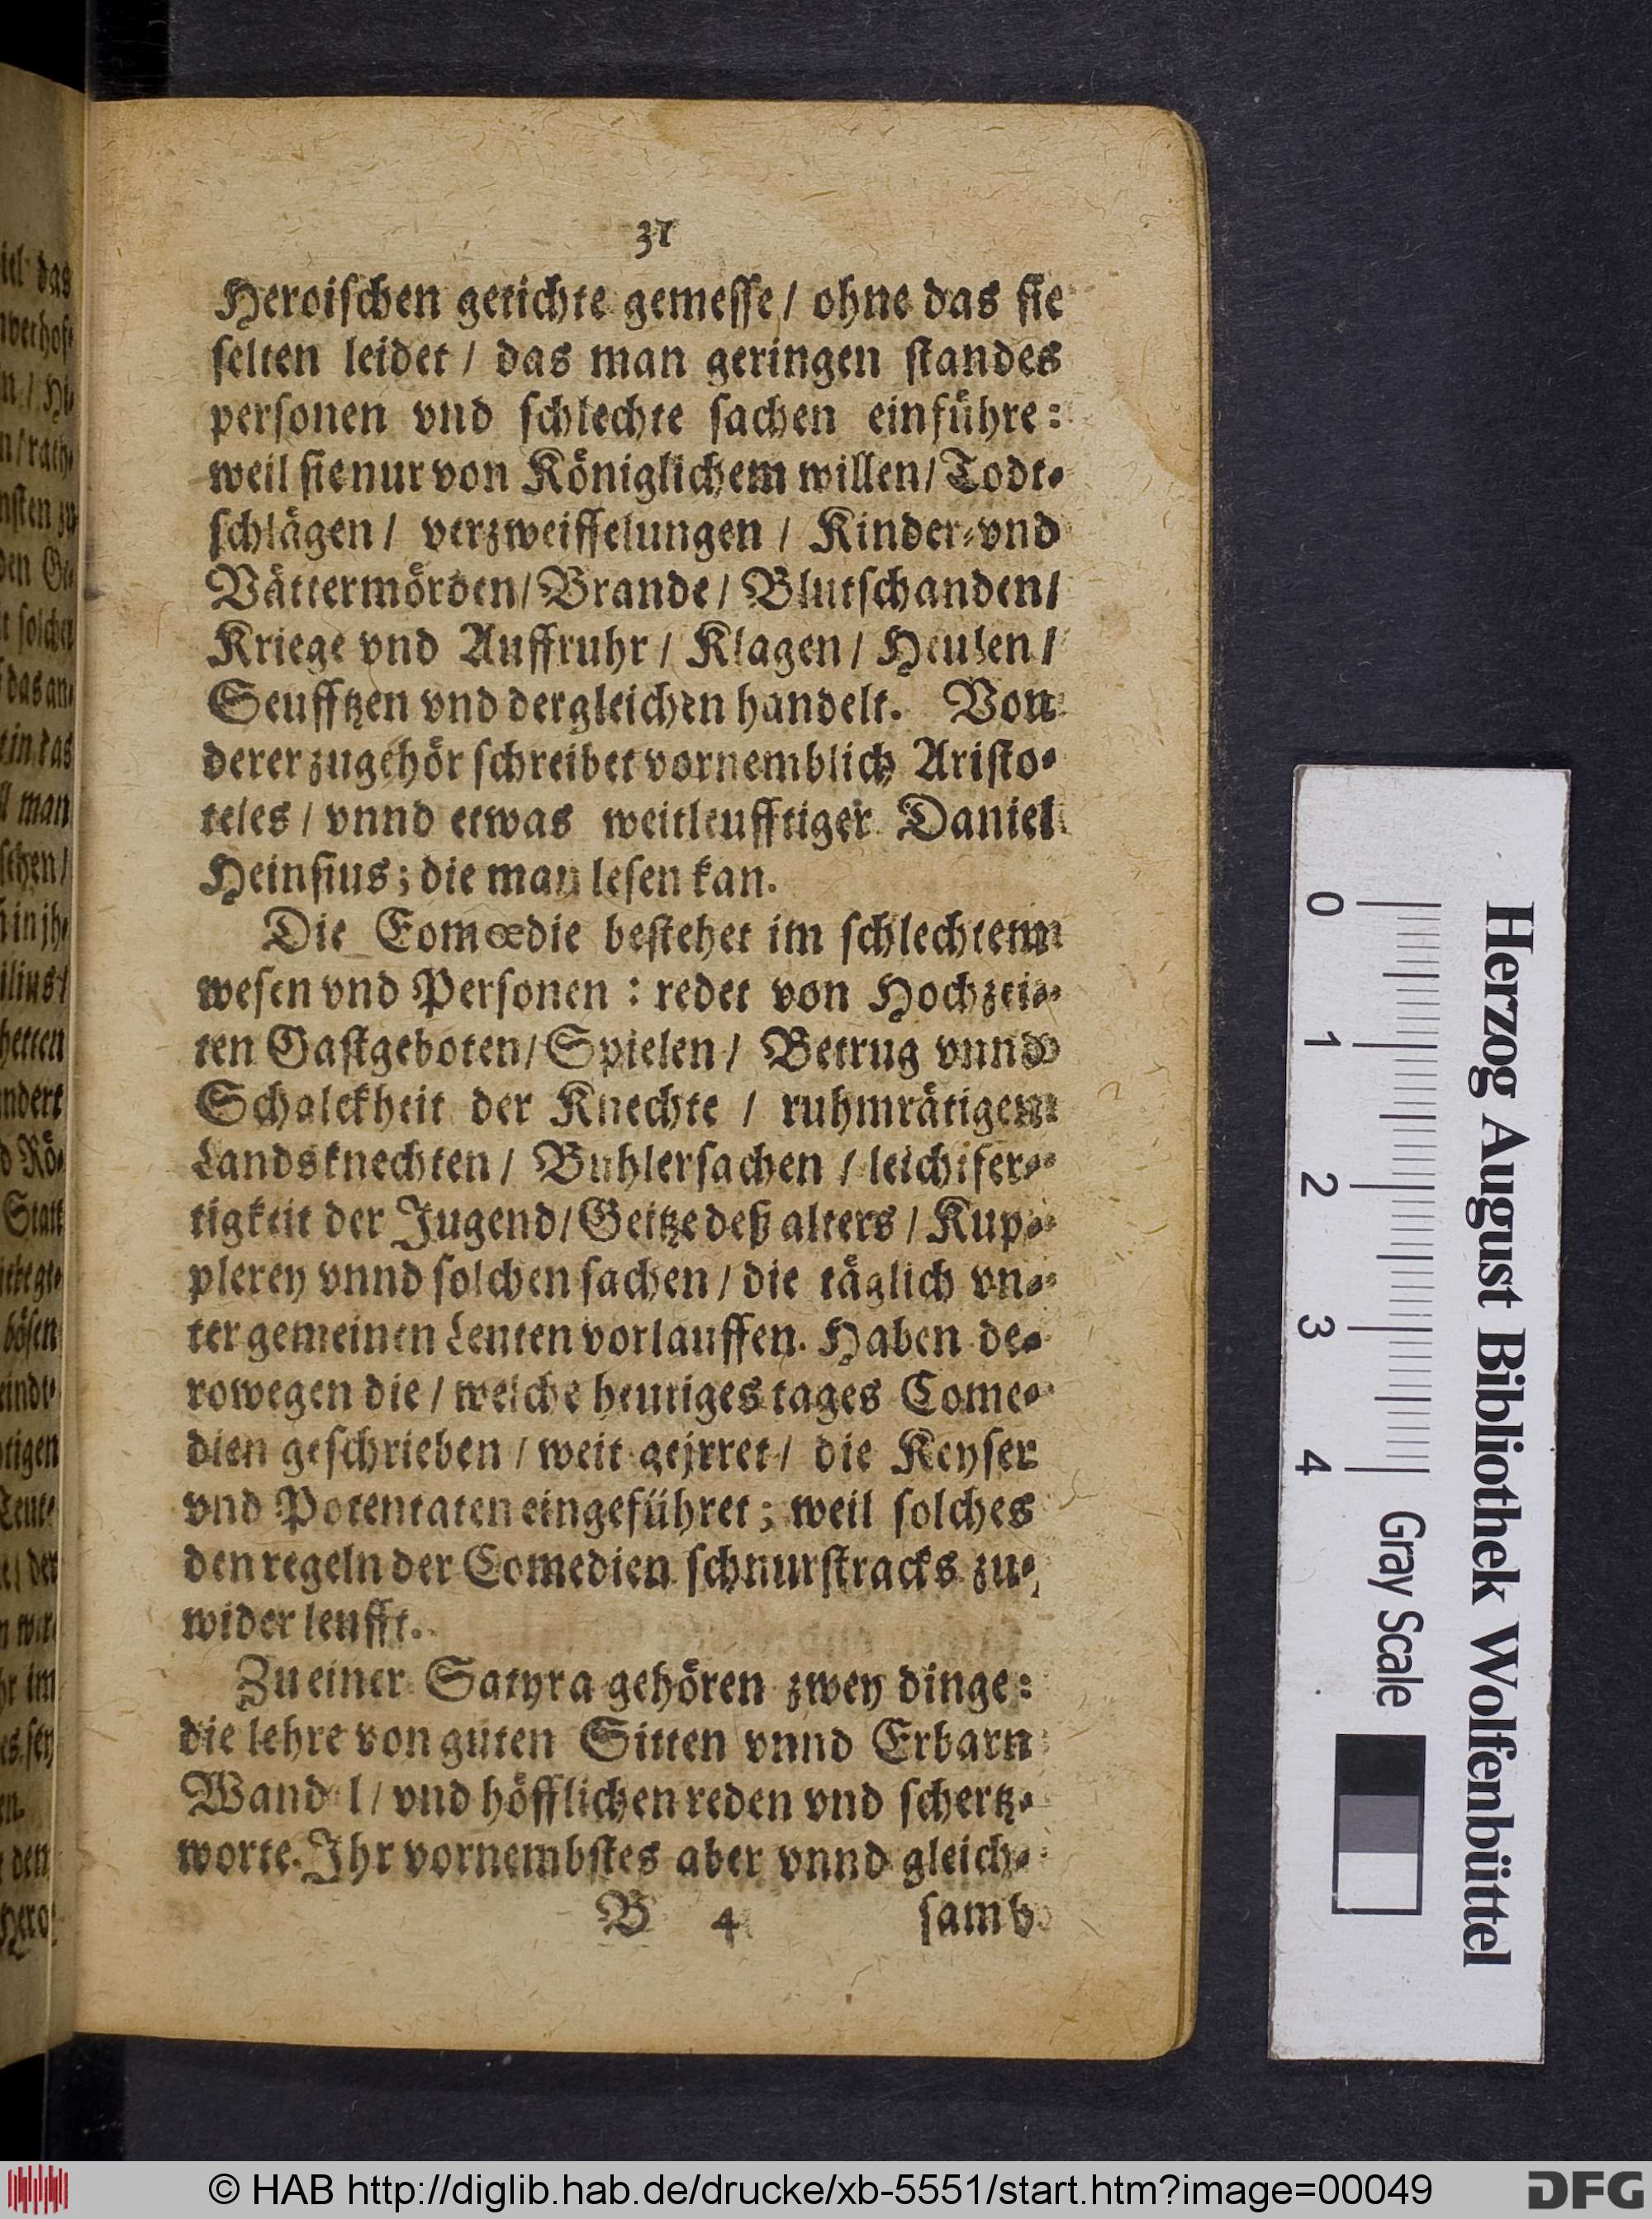 31
Heroischen getichte gemesse / ohne das sie
selten leidet / das man geringen standes
personen vnd schlechte sachen einführe:
weil sie nur von Königlichem willen / Todt-
schlägen / verzweiffelungen / Kinder-vnd
Vättermörden / Brande / Blutschanden /
Kriege vnd Auffruhr / Klagen / Heulen /
Seufftzen vnd dergleichen handelt. Von
derer zugehör schreibet vornemblich Aristo-
teles / vnnd etwas weitleufftiger Daniel
Heinsius; die man lesen kan.
Die Comœdie bestehet im schlechtem
wesen vnd Personen : redet von Hochzei-
ten Gastgeboten / Spielen / Betrug vnnd
Schalckheit der Knechte / ruhmrätigen
Landsknechten / Buhlersachen / leichtfer-
tigkeit der Jugend / Geitze deß alters / Kup-
plerey vnnd solchen sachen / die täglich vn-
ter gemeinen Leuten vorlauffen. Haben de-
rowegen die / welche heutiges tages Come-
dien geschrieben / weit gejrret / die Keyser
vnd Potentaten eingeführet; weil solches
den regeln der Comedien schnurstracks zu-
wider leufft.
Zu einer Satyra gehören zwey dinge:
die lehre von guten Sitten vnnd Erbarn
Wand l / vnd höfflichen reden vnd schertz-
worte. Ihr vornembstes aber vnnd gleich-
B 4 samb
Herzog August Bibliothek Wolfenbüttel
0 1 2 3 4 Gray Scale
© HAB http://diglib.hab.de/drucke/xb-5551/start.htm?image=00049
DFG